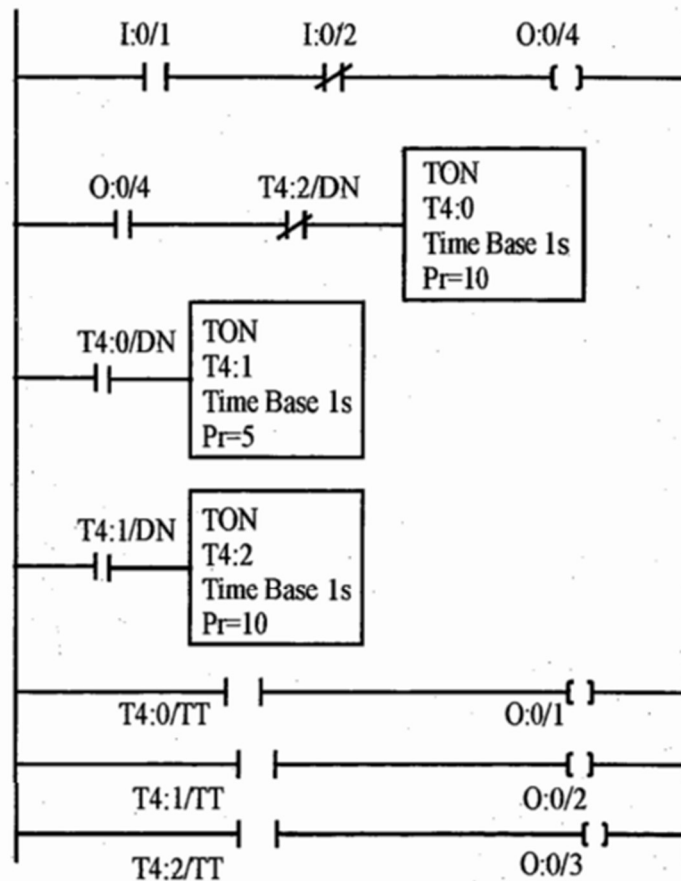 I:0/1 I:0/2 O:0/4
O:0/4 T4:2/DN
TON
T4:0
Time Base 1s
Pr=10
T4:0/DN
TON
T4:1
Time Base 1s
Pr=5
T4:1/DN
TON
T4:2
Time Base 1s
Pr=10
T4:0/TT O:0/1
T4:1/TT O:0/2
T4:2/TT O:0/3